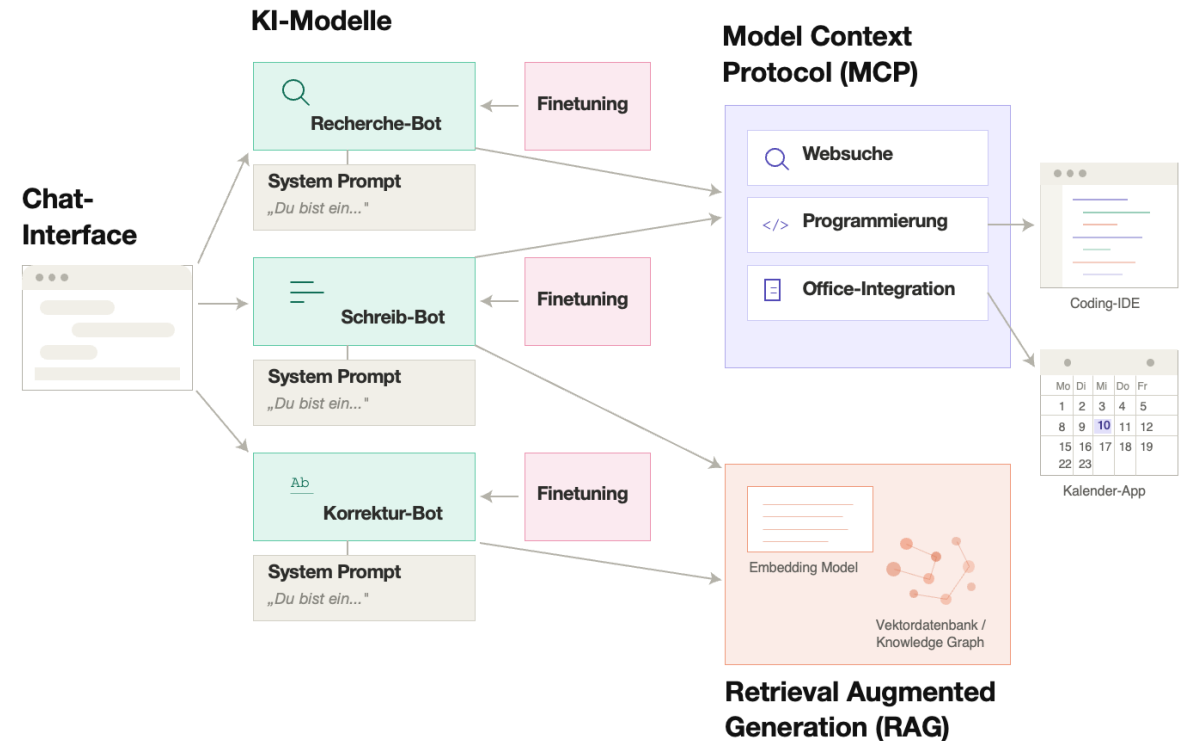 KI-Modelle
Model Context
Protocol (MCP)
Chat-
Interface
Recherche-Bot
Finetuning
System Prompt
„Du bist ein..."
Schreib-Bot
Finetuning
System Prompt
„Du bist ein..."
Ab
Korrektur-Bot
Finetuning
System Prompt
„Du bist ein..."
Websuche
</> Programmierung
Office-Integration
Coding-IDE
Mo Di Mi Do Fr
1 2 3 4 5
8 9 10 11 12
15 16 17 18 19
22 23
Kalender-App
Embedding Model
Vektordatenbank /
Knowledge Graph
Retrieval Augmented
Generation (RAG)